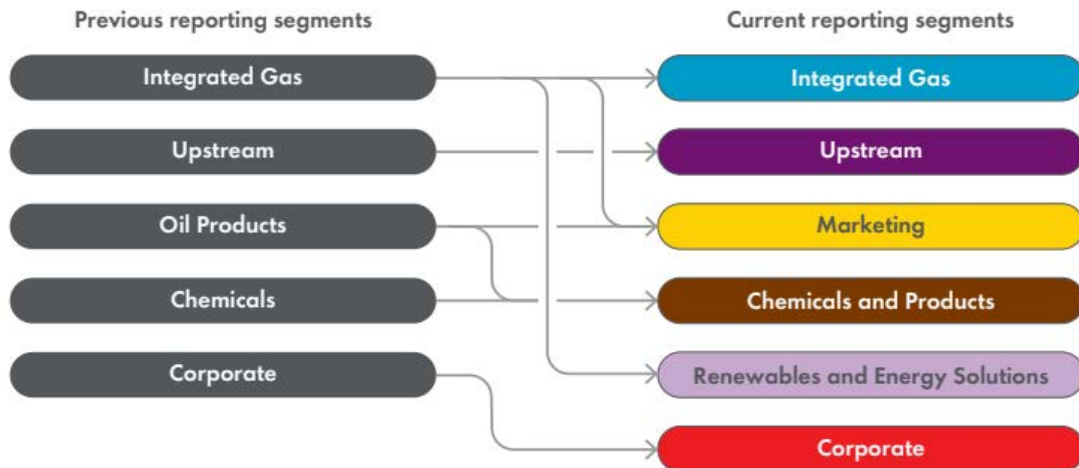 Previous reporting segments
Current reporting segments
Integrated Gas
Integrated Gas
Upstream
Upstream
Oil Products
Marketing
Chemicals
Chemicals and Products
Corporate
Renewables and Energy Solutions
Corporate